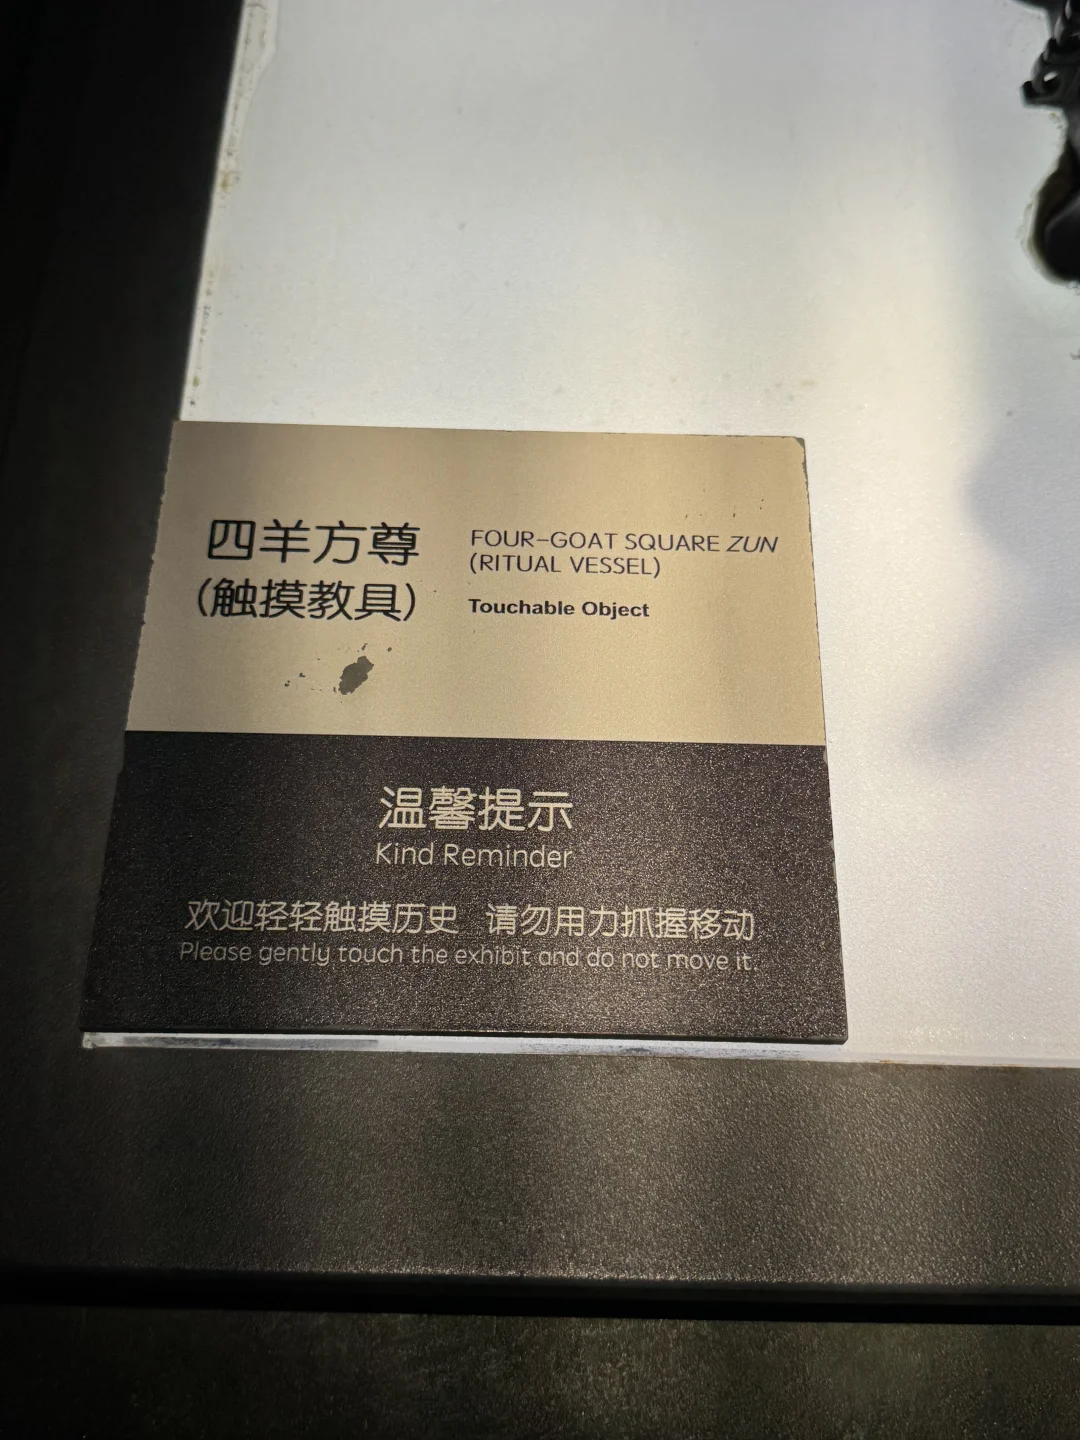 四羊方尊
(触摸教具)
FOUR-GOAT SQUARE ZUN
(RITUAL VESSEL)
Touchable Object
温馨提示
Kind Reminder
欢迎轻轻触摸历史 请勿用力抓握移动
Please gently touch the exhibit and do not move it.